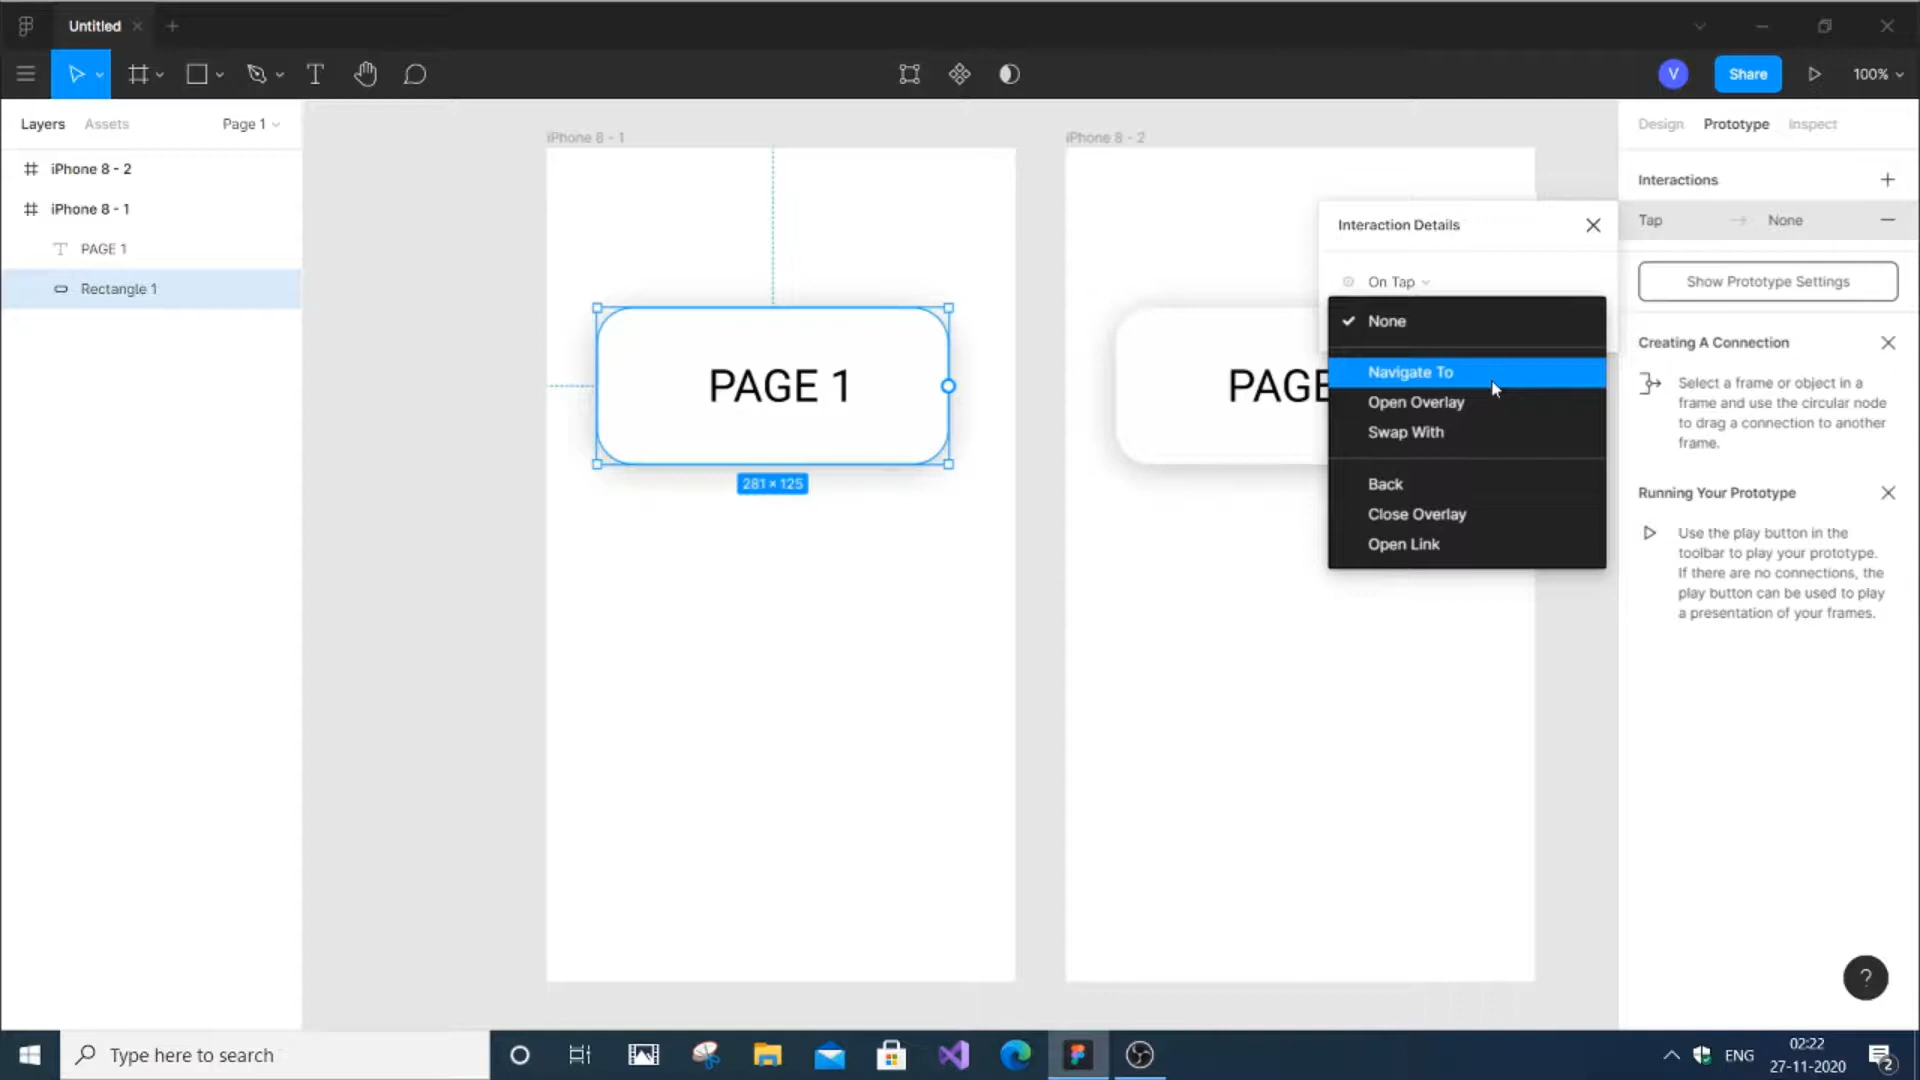 Untitled
V
Share
100%
Layers
Assets
Page 1
iPhone 8 - 2
iPhone 8 - 1
PAGE 1
Rectangle 1
iPhone 8 - 1
PAGE 1
281 × 125
iPhone 8 - 2
PAGE
Interaction Details
On Tap
None
Navigate To
Open Overlay
Swap With
Back
Close Overlay
Open Link
Design
Prototype
Inspect
Interactions
Tap
None
Show Prototype Settings
Creating A Connection
Select a frame or object in a
frame and use the circular node
to drag a connection to another
frame.
Running Your Prototype
Use the play button in the
toolbar to play your prototype.
If there are no connections, the
play button can be used to play
a presentation of your frames.
?
Type here to search
ENG
02:22
27-11-2020
2